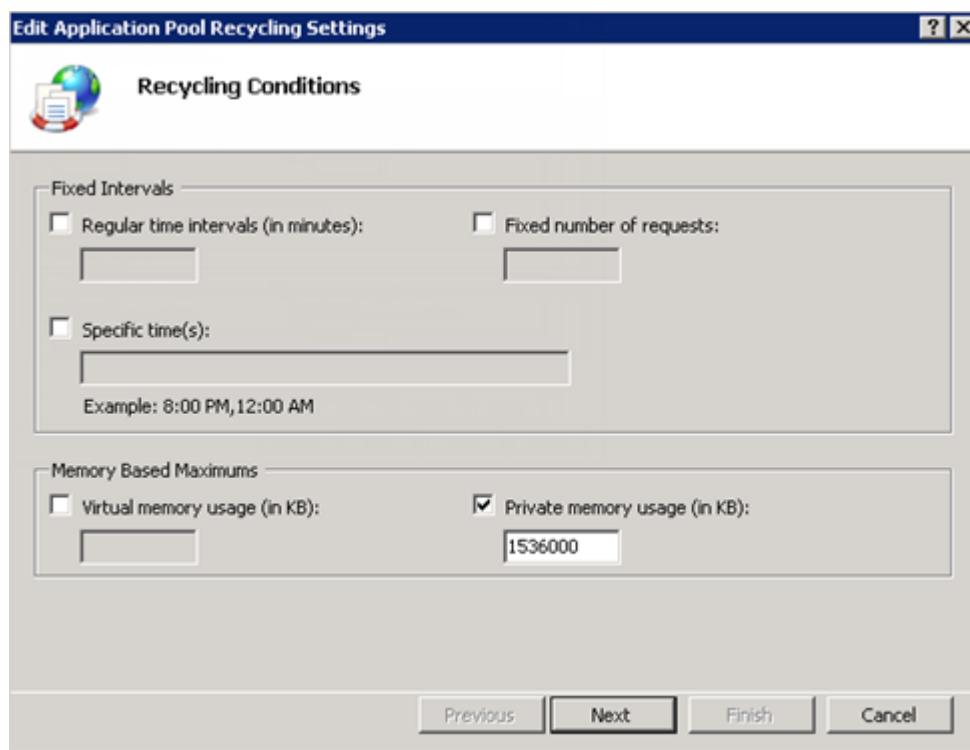 Edit Application Pool Recycling Settings
Recycling Conditions
Fixed Intervals
Regular time intervals (in minutes):
Fixed number of requests:
Specific time(s):
Example: 8:00 PM,12:00 AM
Memory Based Maximums
Virtual memory usage (in KB):
Private memory usage (in KB):
1536000
Previous
Next
Finish
Cancel